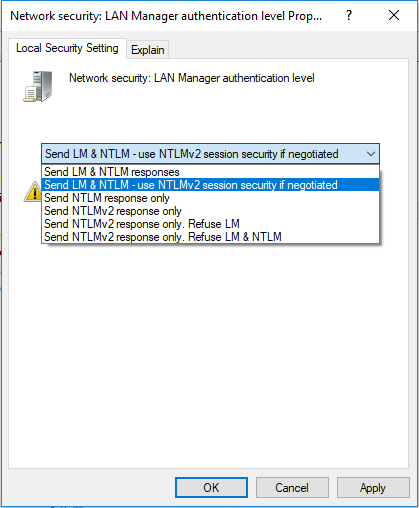 Network security: LAN Manager authentication level Prop... ? ×
Local Security Setting Explain
Network security: LAN Manager authentication level
Send LM & NTLM - use NTLMv2 session security if negotiated
Send LM & NTLM responses
Send LM & NTLM - use NTLMv2 session security if negotiated
Send NTLM response only
Send NTLMv2 response only
Send NTLMv2 response only. Refuse LM
Send NTLMv2 response only. Refuse LM & NTLM
OK Cancel Apply